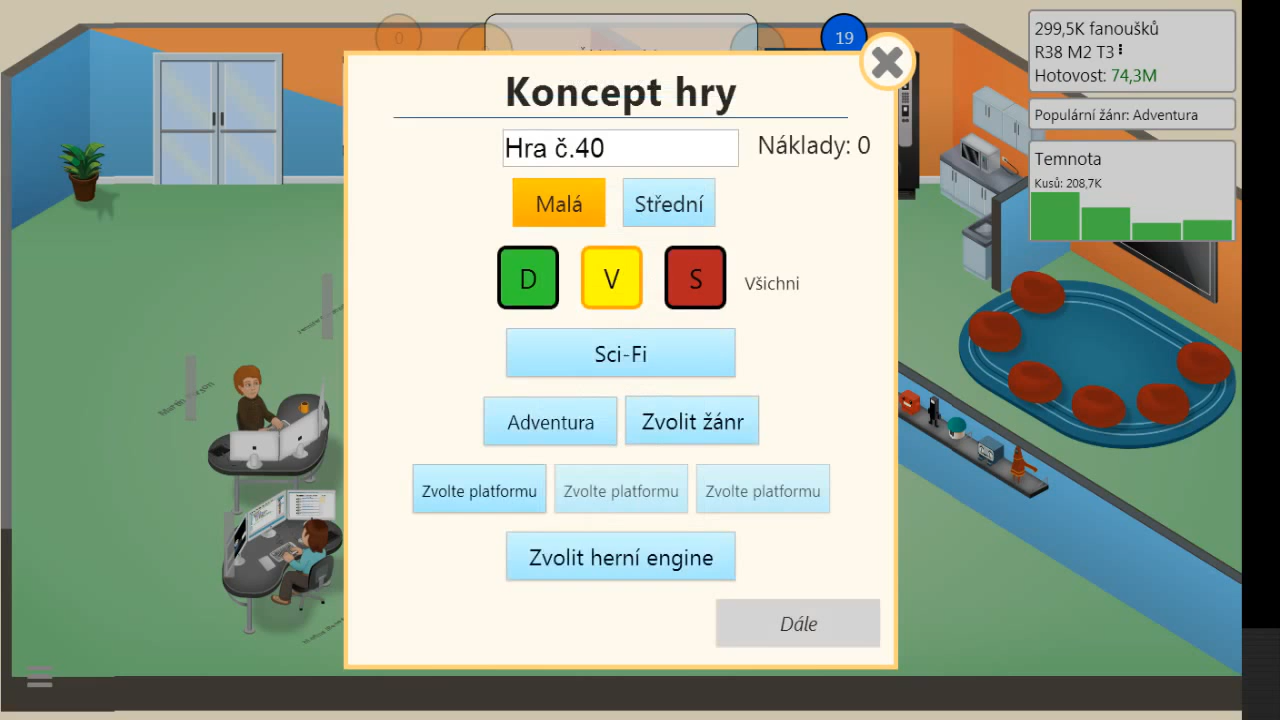 0
19
299,5K fanoušků
R38 M2 T3
Hotovost: 74,3M
Populární žánr: Adventura
Temnota
Kusů: 208,7K
Koncept hry
Hra č.40
Náklady: 0
Malá
Střední
D
V
S
Všichni
Sci-Fi
Adventura
Zvolit žánr
Zvolte platformu
Zvolte platformu
Zvolte platformu
Zvolit herní engine
Dále